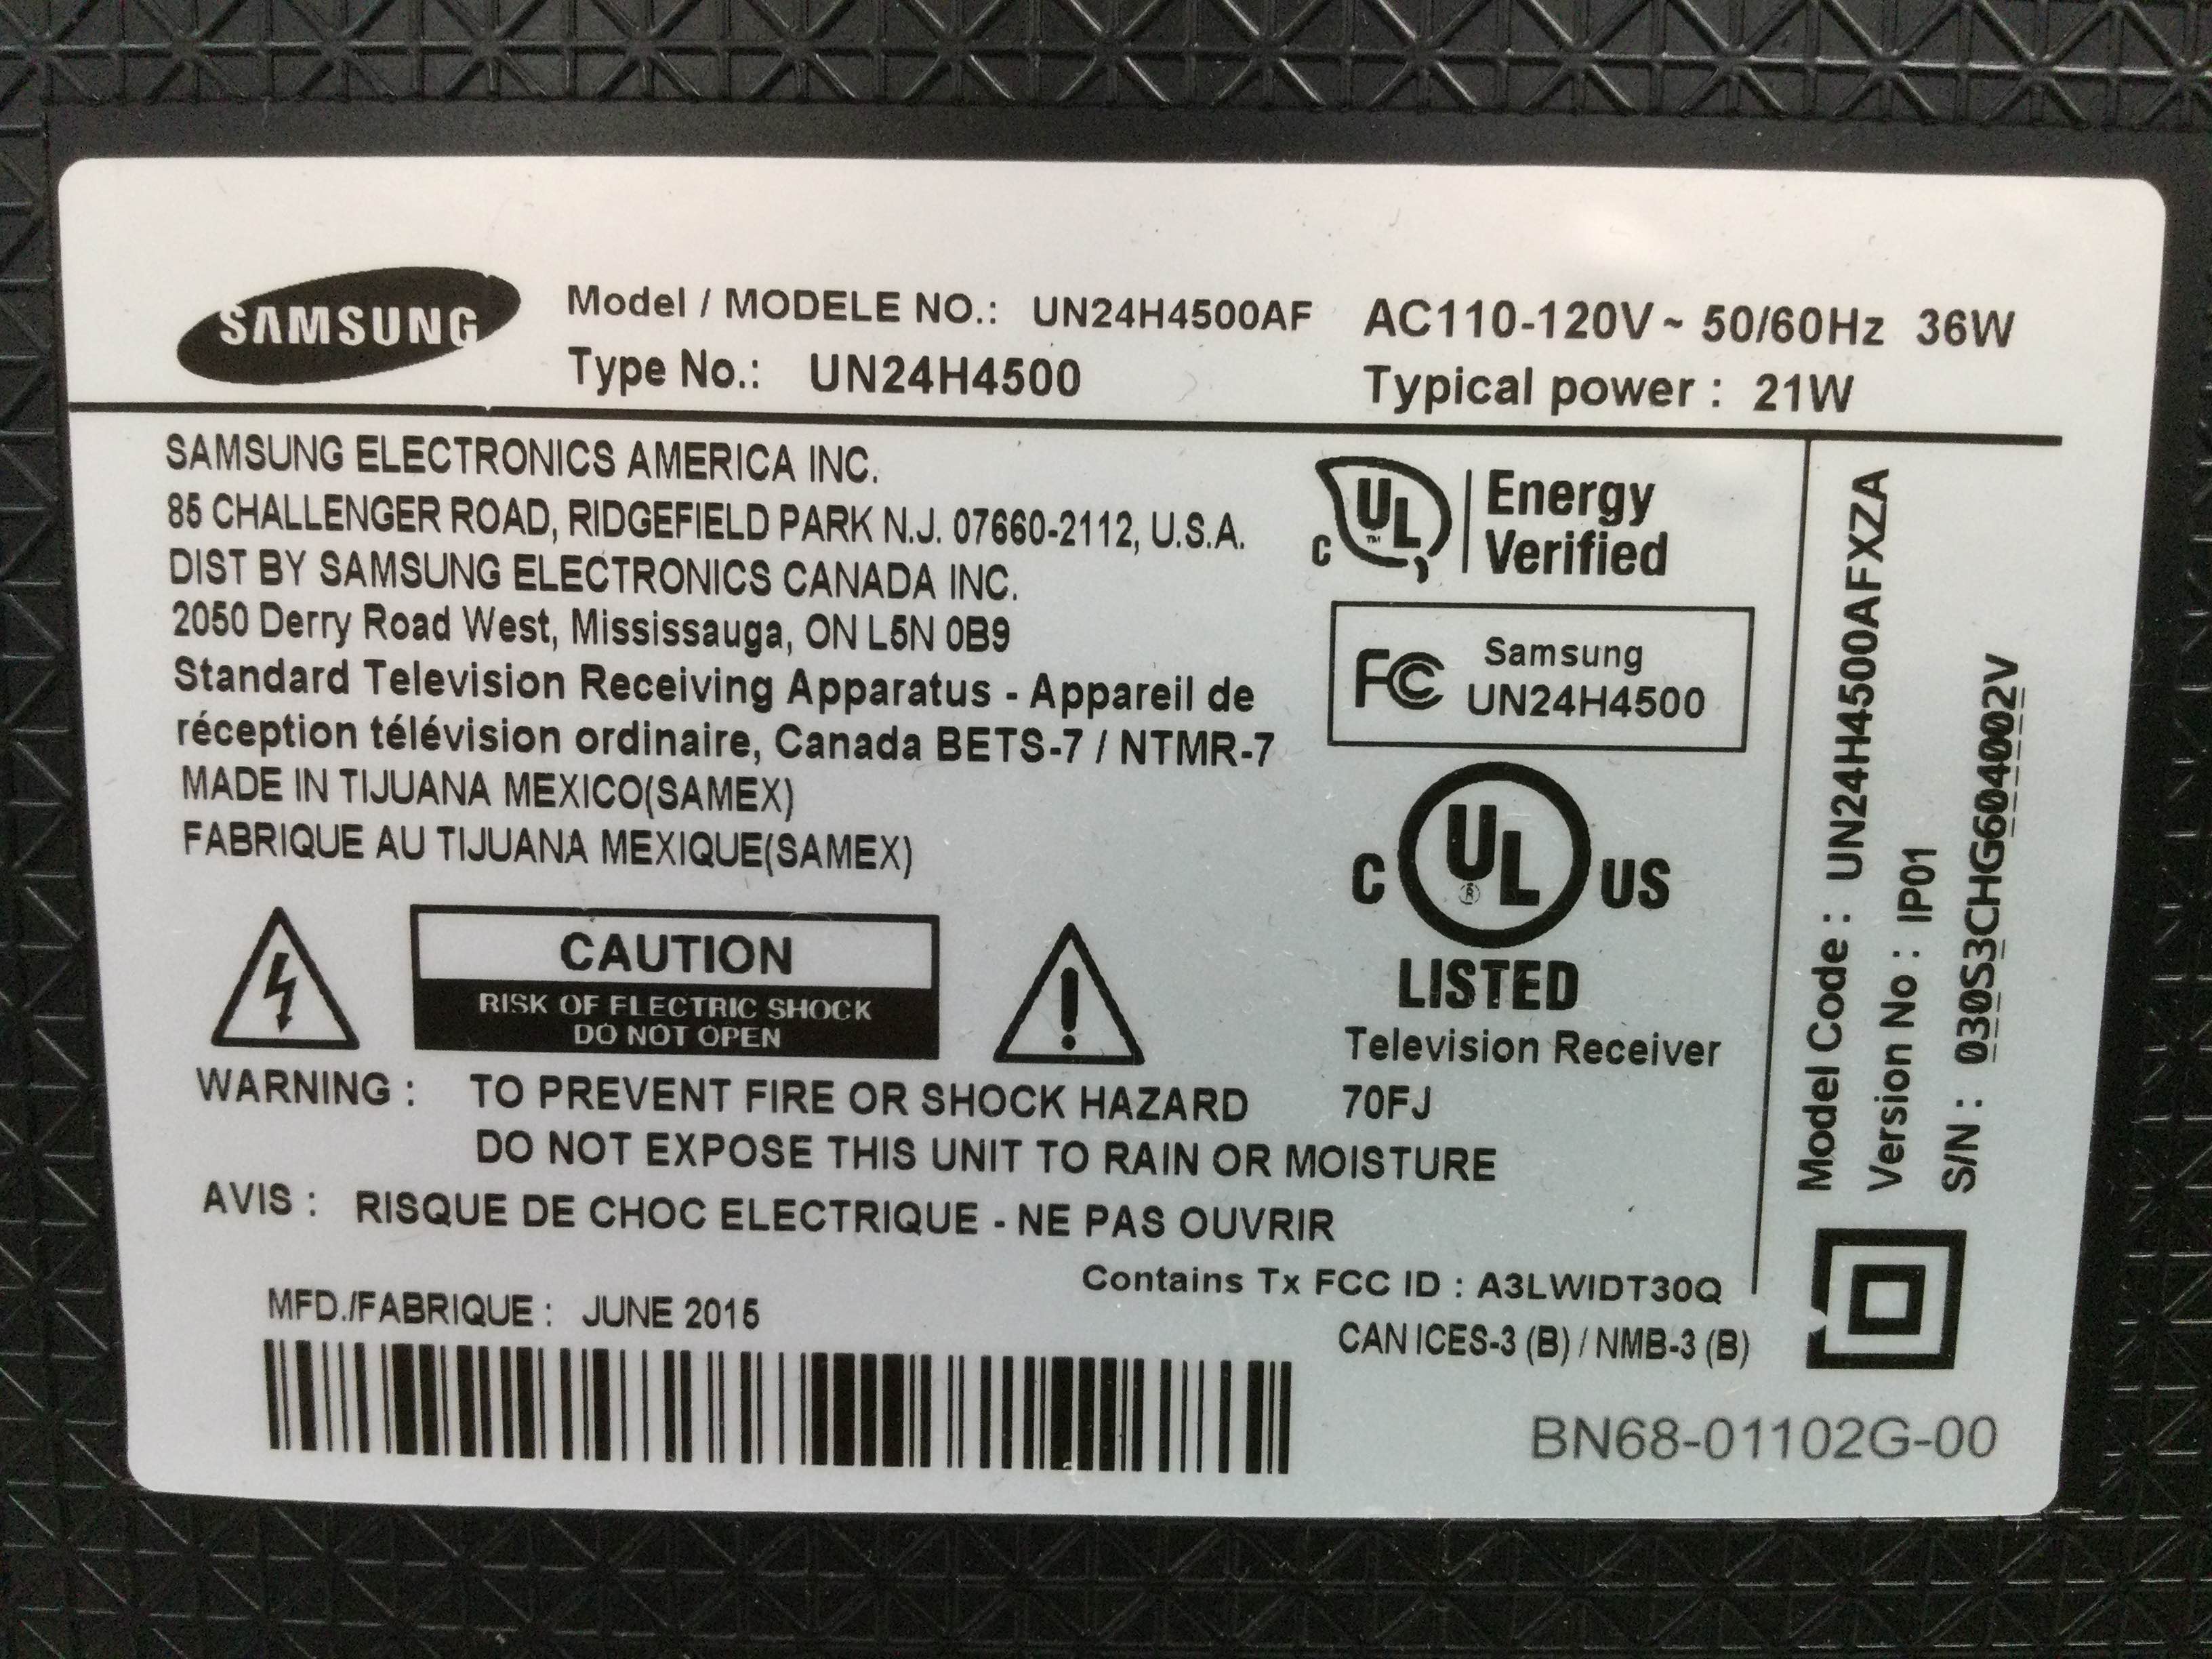 SAMSUNG
Model / MODELE NO.: UN24H4500AF
Type No.: UN24H4500
AC110-120V~ 50/60Hz 36W
Typical power : 21W
SAMSUNG ELECTRONICS AMERICA INC.
85 CHALLENGER ROAD, RIDGEFIELD PARK N.J. 07660-2112, U.S.A.
DIST BY SAMSUNG ELECTRONICS CANADA INC.
2050 Derry Road West, Mississauga, ON L5N 0B9
Standard Television Receiving Apparatus - Appareil de
réception télévision ordinaire, Canada BETS-7 / NTMR-7
MADE IN TIJUANA MEXICO(SAMEX)
FABRIQUE AU TIJUANA MEXIQUE(SAMEX)
C UL ™ Energy
Verified
FC Samsung
UN24H4500
C UL ® US
LISTED
Television Receiver
70FJ
CAUTION
RISK OF ELECTRIC SHOCK
DO NOT OPEN
WARNING : TO PREVENT FIRE OR SHOCK HAZARD
DO NOT EXPOSE THIS UNIT TO RAIN OR MOISTURE
AVIS : RISQUE DE CHOC ELECTRIQUE - NE PAS OUVRIR
Contains Tx FCC ID : A3LWIDT30Q
MFD./FABRIQUE : JUNE 2015
CAN ICES-3 (B) / NMB-3 (B)
BN68-01102G-00
Model Code : UN24H4500AFXZA
Version No : IP01
S/N : 030S3CHG604002V